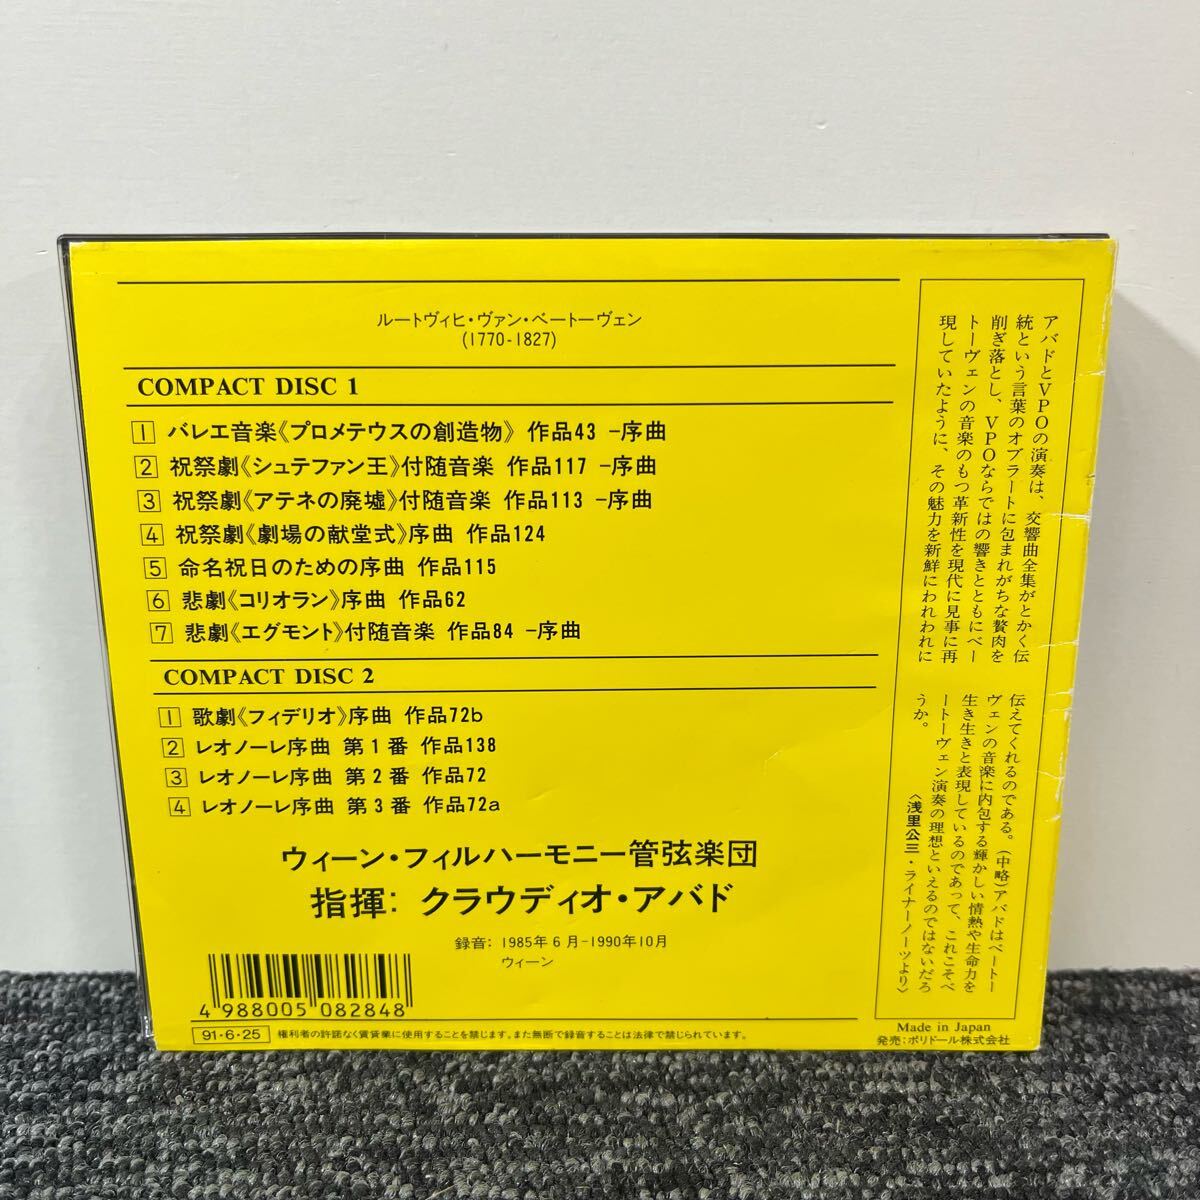 ルートヴィヒ・ヴァン・ベートーヴェン
(1770-1827)
COMPACT DISC 1
1 バレエ音楽《プロメテウスの創造物》 作品43 -序曲
2 祝祭劇《シュテファン王》付随音楽 作品117 -序曲
3 祝祭劇《アテネの廃墟》付随音楽 作品113 -序曲
4 祝祭劇《劇場の献堂式》序曲 作品124
5 命名祝日のための序曲 作品115
6 悲劇《コリオラン》序曲 作品62
7 悲劇《エグモント》付随音楽 作品84 -序曲
COMPACT DISC 2
1 歌劇《フィデリオ》序曲 作品72b
2 レオノーレ序曲 第1番 作品138
3 レオノーレ序曲 第2番 作品72
4 レオノーレ序曲 第3番 作品72a
ウィーン・フィルハーモニー管弦楽団
指揮: クラウディオ・アバド
録音: 1985年6月-1990年10月
ウィーン
4 988005 082848
91·6·25 権利者の許諾なく賃貸業に使用することを禁じます。また無断で録音することは法律で禁じられています。
アバドとVPOの演奏は、交響曲全集がとかく伝
統という言葉のオブラートに包まれがちな贅肉を
削ぎ落とし、VPOならではの響きとともにベー
トーヴェンの音楽のもつ革新性を現代に見事に再
現していたように、その魅力を新鮮にわれわれに
伝えてくれるのである。(中略)アバドはベートー
ヴェンの音楽に内包する輝かしい情熱や生命力を
生き生きと表現しているのであって、これこそベ
ートーヴェン演奏の理想といえるのではないだろ
うか。
〈浅里公三・ライナーノーツより〉
Made in Japan
発売:ポリドール株式会社